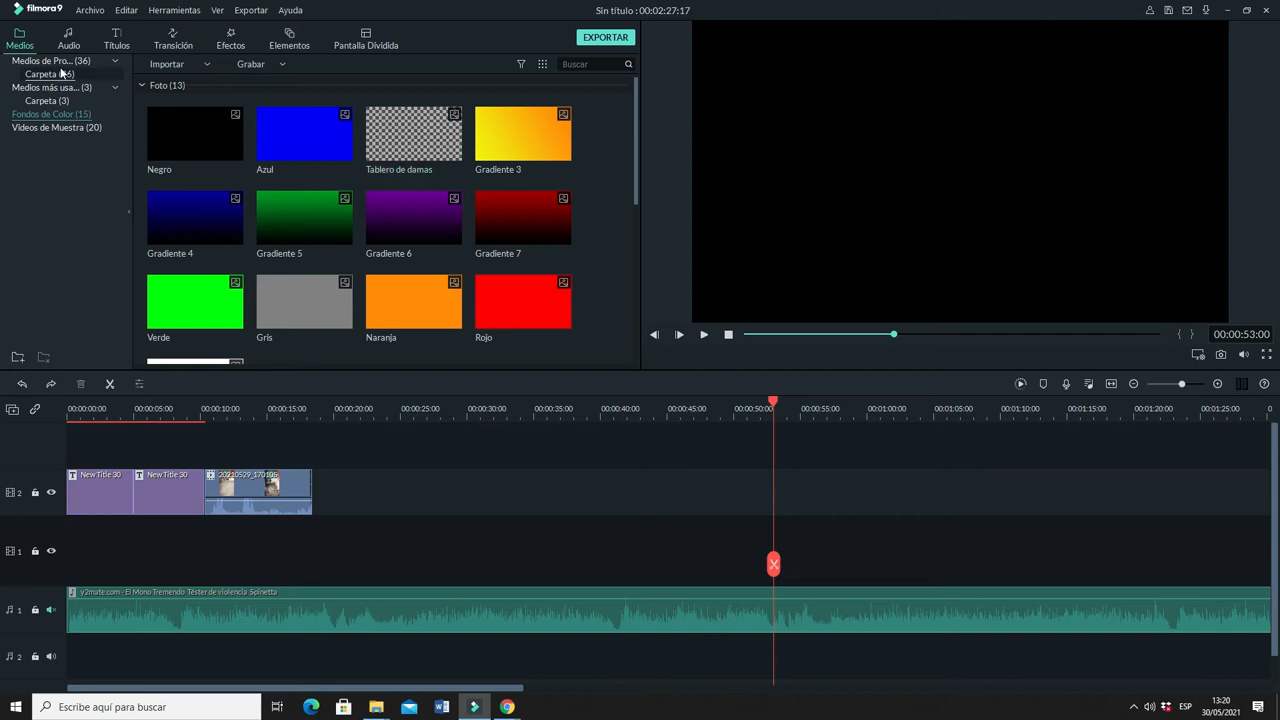 filmora9 Archivo Editar Herramientas Ver Exportar Ayuda Sin título : 00:02:27:17
Medios Audio Títulos Transición Efectos Elementos Pantalla Dividida EXPORTAR
Medios de Pro... (36) Importar Grabar Buscar
Carpeta
Medios más usa... (3) Foto (13)
Carpeta (3)
Fondos de Color (15)
Videos de Muestra (20)
Negro Azul Tablero de damas Gradiente 3
Gradiente 4 Gradiente 5 Gradiente 6 Gradiente 7
Verde Gris Naranja Rojo
00:00:53:00
00:00:00:00 00:00:05:00 00:00:10:00 00:00:15:00 00:00:20:00 00:00:25:00 00:00:30:00 00:00:35:00 00:00:40:00 00:00:45:00 00:00:50:00 00:00:55:00 00:01:00:00 00:01:05:00 00:01:10:00 00:01:15:00 00:01:20:00 00:01:25:00 0
New Title 30 New Title 30 20210529_170105
2
1
y2mate.com - El Mono Tremendo Téster de violencia Spinetta
1
2
Escribe aquí para buscar ESP 13:20
30/05/2021